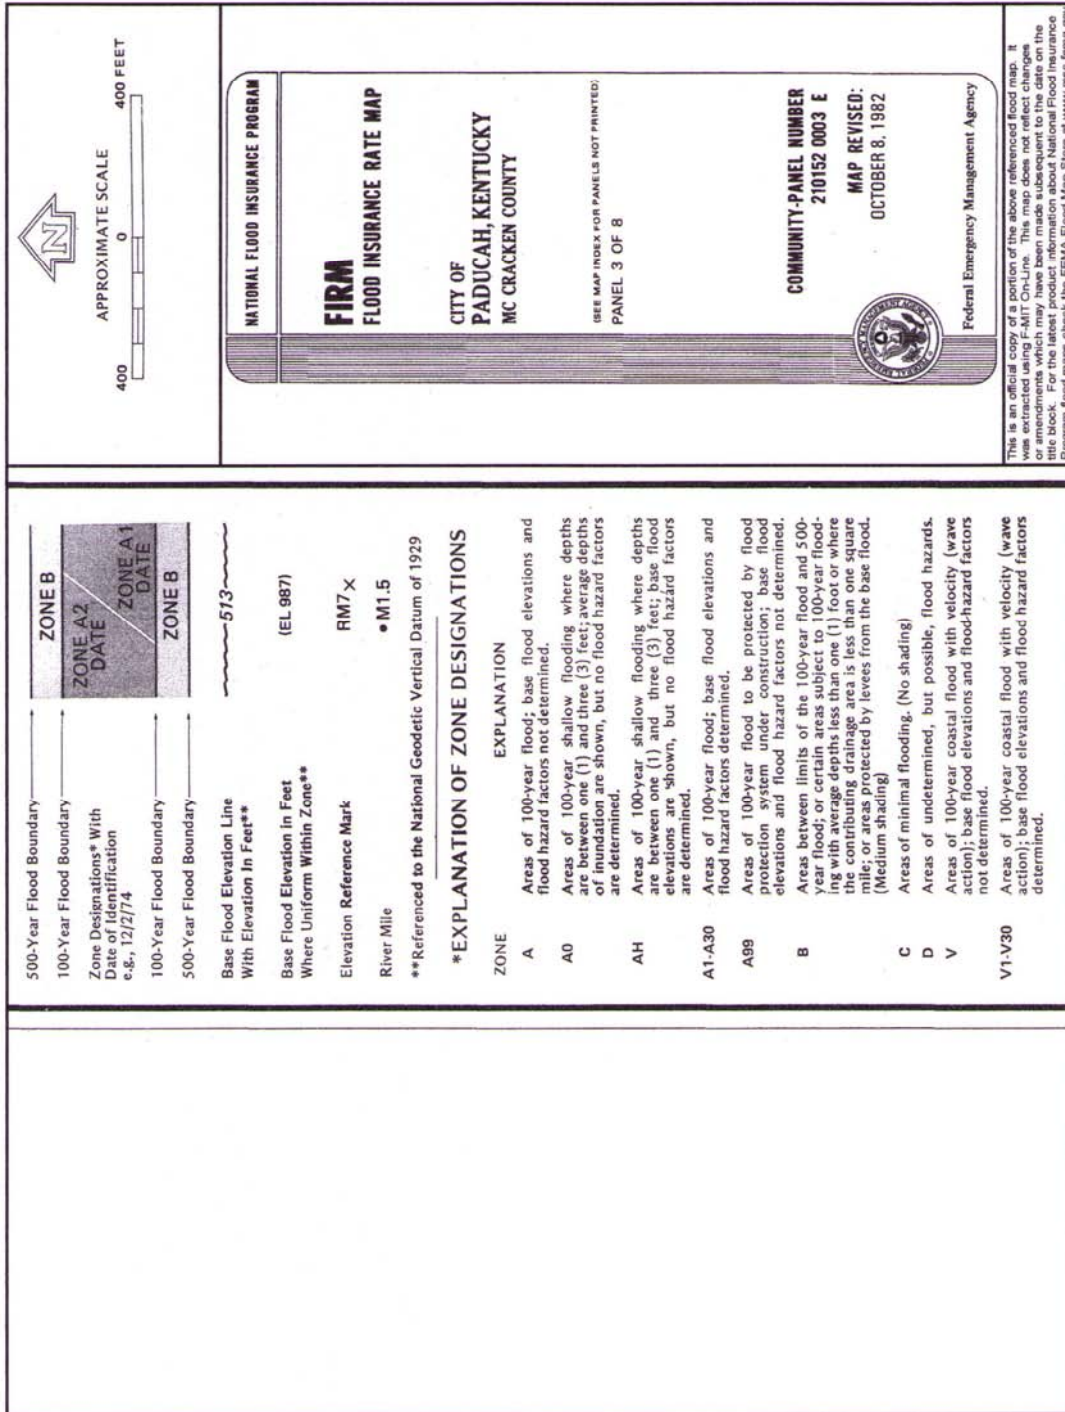 500-Year Flood Boundary
ZONE B
100-Year Flood Boundary
ZONE A2
DATE
Zone Designations* With
Date of Identification
e.g., 12/2/74
ZONE A1
DATE
100-Year Flood Boundary
ZONE B
500-Year Flood Boundary
Base Flood Elevation Line
With Elevation In Feet**
513
Base Flood Elevation in Feet
Where Uniform Within Zone**
(EL 987)
Elevation Reference Mark
RM7×
River Mile
•M1.5
**Referenced to the National Geodetic Vertical Datum of 1929
*EXPLANATION OF ZONE DESIGNATIONS
ZONE EXPLANATION
A Areas of 100-year flood; base flood elevations and
flood hazard factors not determined.
A0 Areas of 100-year shallow flooding where depths
are between one (1) and three (3) feet; average depths
of inundation are shown, but no flood hazard factors
are determined.
AH Areas of 100-year shallow flooding where depths
are between one (1) and three (3) feet; base flood
elevations are shown, but no flood hazard factors
are determined.
A1-A30 Areas of 100-year flood; base flood elevations and
flood hazard factors determined.
A99 Areas of 100-year flood to be protected by flood
protection system under construction; base flood
elevations and flood hazard factors not determined.
B Areas between limits of the 100-year flood and 500-
year flood; or certain areas subject to 100-year flood-
ing with average depths less than one (1) foot or where
the contributing drainage area is less than one square
mile; or areas protected by levees from the base flood.
(Medium shading)
C Areas of minimal flooding. (No shading)
D Areas of undetermined, but possible, flood hazards.
V Areas of 100-year coastal flood with velocity (wave
action); base flood elevations and flood-hazard factors
not determined.
V1-V30 Areas of 100-year coastal flood with velocity (wave
action); base flood elevations and flood hazard factors
determined.
N
APPROXIMATE SCALE
400 0 400 FEET
NATIONAL FLOOD INSURANCE PROGRAM
FIRM
FLOOD INSURANCE RATE MAP
CITY OF
PADUCAH, KENTUCKY
MC CRACKEN COUNTY
(SEE MAP INDEX FOR PANELS NOT PRINTED)
PANEL 3 OF 8
COMMUNITY-PANEL NUMBER
210152 0003 E
MAP REVISED:
OCTOBER 8, 1982
Federal Emergency Management Agency
This is an official copy of a portion of the above referenced flood map. It
was extracted using F-MIT On-Line. This map does not reflect changes
or amendments which may have been made subsequent to the date on the
title block. For the latest product information about National Flood Insurance